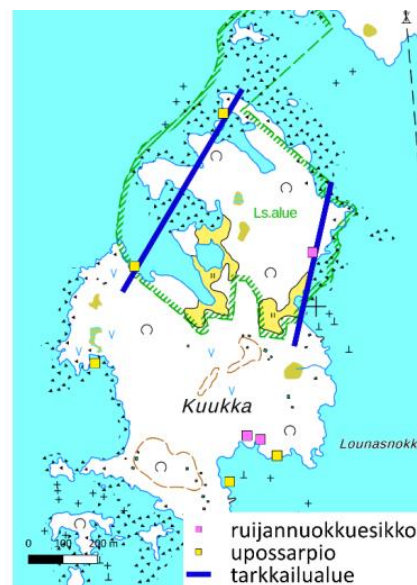 Ls.alue
Kuukka
Lounasnokk
0 100 200 m
ruijannuokkuesikko
upossarpio
tarkkailualue